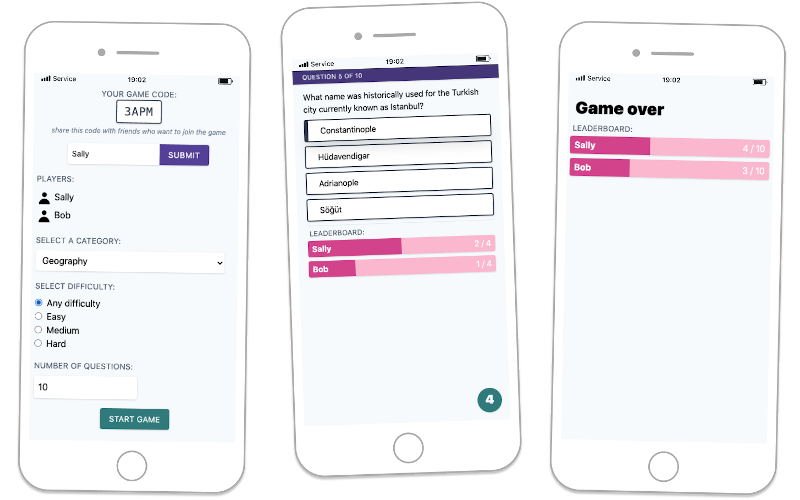 Service 19:02
YOUR GAME CODE:
3APM
share this code with friends who want to join the game
Sally SUBMIT
PLAYERS:
Sally
Bob
SELECT A CATEGORY:
Geography
SELECT DIFFICULTY:
Any difficulty
Easy
Medium
Hard
NUMBER OF QUESTIONS:
10
START GAME
Service 19:02
QUESTION 5 OF 10
What name was historically used for the Turkish
city currently known as Istanbul?
Constantinople
Hüdavendigar
Adrianople
Söğüt
LEADERBOARD:
Sally 2 / 4
Bob 1 / 4
4
Service 19:02
Game over
LEADERBOARD:
Sally 4 / 10
Bob 3 / 10